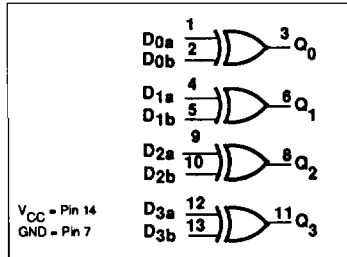 1
D0a
3
Q0
2
D0b
4
D1a
6
Q1
5
D1b
9
D2a
8
Q2
10
D2b
12
D3a
11
Q3
13
D3b
VCC = Pin 14
GND = Pin 7